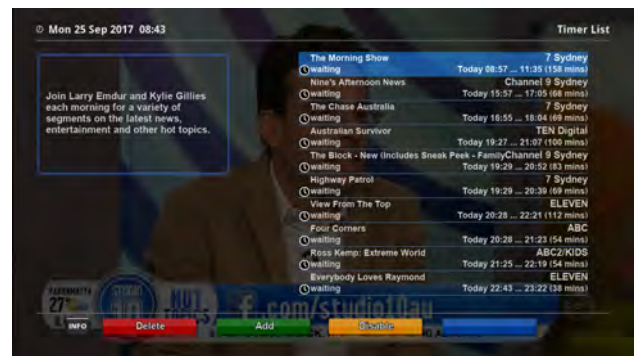 Mon 25 Sep 2017 08:43
Timer List
Join Larry Emdur and Kylie Gillies
each morning for a variety of
segments on the latest news,
entertainment and other hot topics.
The Morning Show 7 Sydney
waiting Today 08:57 ... 11:35 (158 mins)
Nine's Afternoon News Channel 9 Sydney
waiting Today 15:57 ... 17:05 (68 mins)
The Chase Australia 7 Sydney
waiting Today 16:55 ... 18:04 (69 mins)
Australian Survivor TEN Digital
waiting Today 19:27 ... 21:07 (100 mins)
The Block - New (Includes Sneak Peek - FamilyChannel 9 Sydney
waiting Today 19:29 ... 20:52 (83 mins)
Highway Patrol 7 Sydney
waiting Today 19:29 ... 20:39 (69 mins)
View From The Top ELEVEN
waiting Today 20:28 ... 22:21 (112 mins)
Four Corners ABC
waiting Today 20:28 ... 21:23 (54 mins)
Ross Kemp: Extreme World ABC2/KIDS
waiting Today 21:25 ... 22:19 (54 mins)
Everybody Loves Raymond ELEVEN
waiting Today 22:43 ... 23:22 (38 mins)
PARRAMATTA
27°
STUDIO
10
HOT
TOPICS
f .com/studio10au
INFO Delete Add Disable